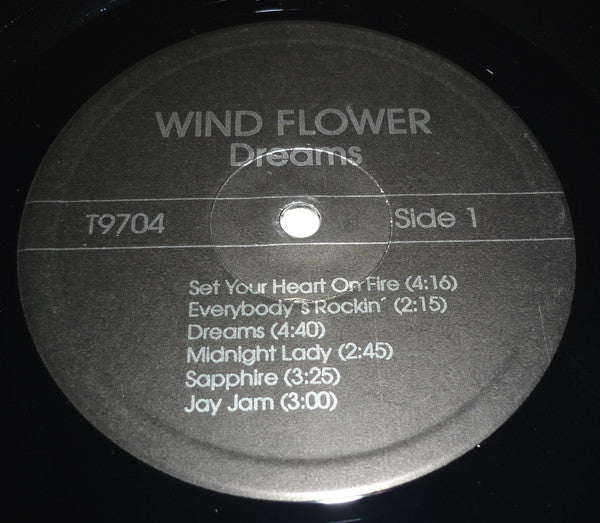 WIND FLOWER
Dreams
T9704
Side 1
Set Your Heart On Fire (4:16)
Everybody´s Rockin´ (2:15)
Dreams (4:40)
Midnight Lady (2:45)
Sapphire (3:25)
Jay Jam (3:00)